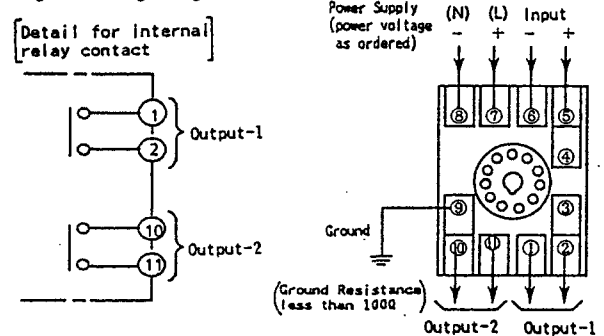 [Detail for internal
relay contact]
1
2
Output-1
10
11
Output-2
Power Supply
(power voltage
as ordered)
(N) (L) Input
- + - +
⑧ ⑦ ⑥ ⑤
④
⑨ ③
⑩ ⑪ ① ②
Ground
(Ground Resistance
less than 100Ω)
Output-2 Output-1